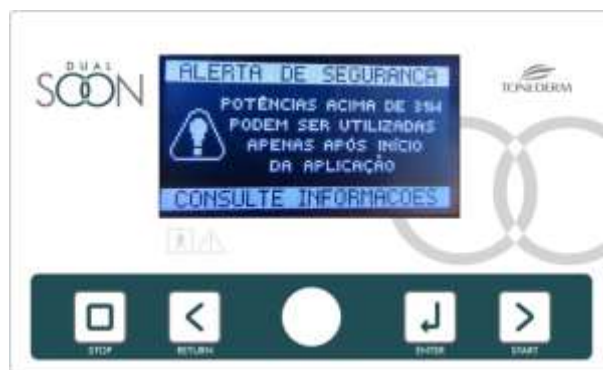 DUAL
SOON
TONEDERM
ALERTA DE SEGURANCA
POTÊNCIAS ACIMA DE
PODEM SER UTILIZADAS
APENAS APÓS INÍCIO
DA APLICAÇÃO
CONSULTE INFORMACOES
STOP
RETURN
ENTER
START